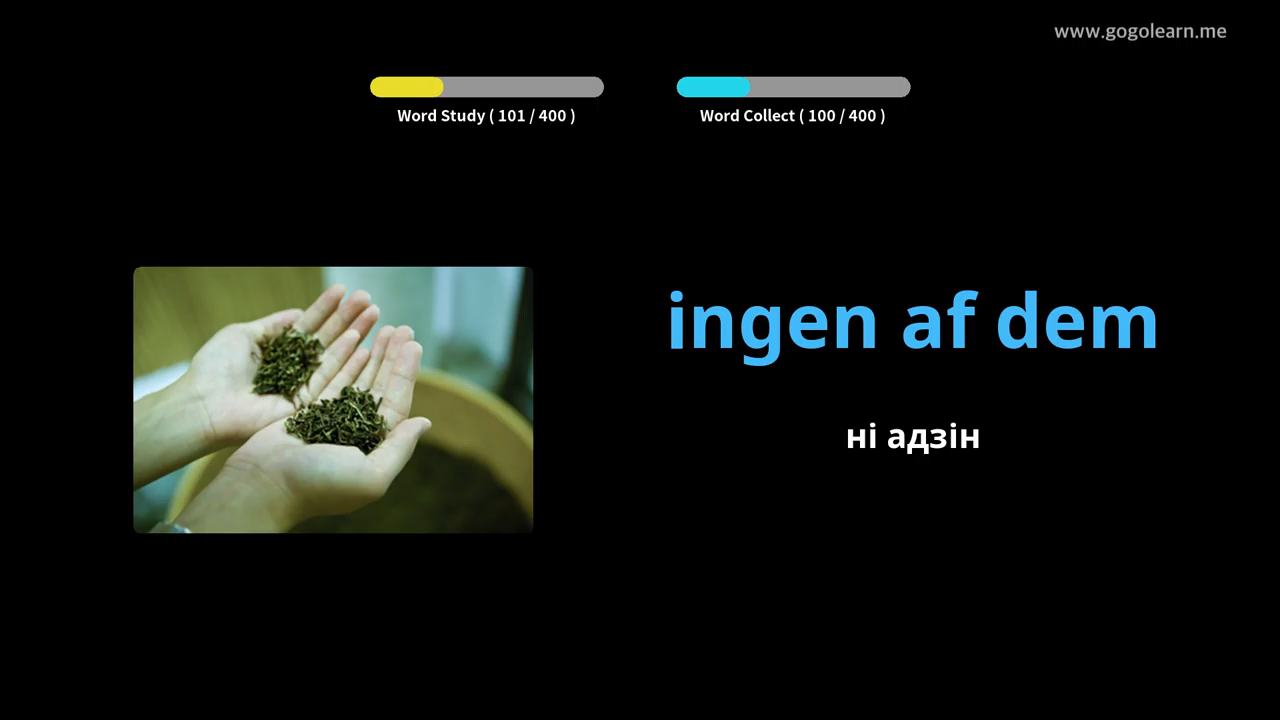 www.gogolearn.me
Word Study ( 101 / 400 )
Word Collect ( 100 / 400 )
ingen af dem
ні адзін